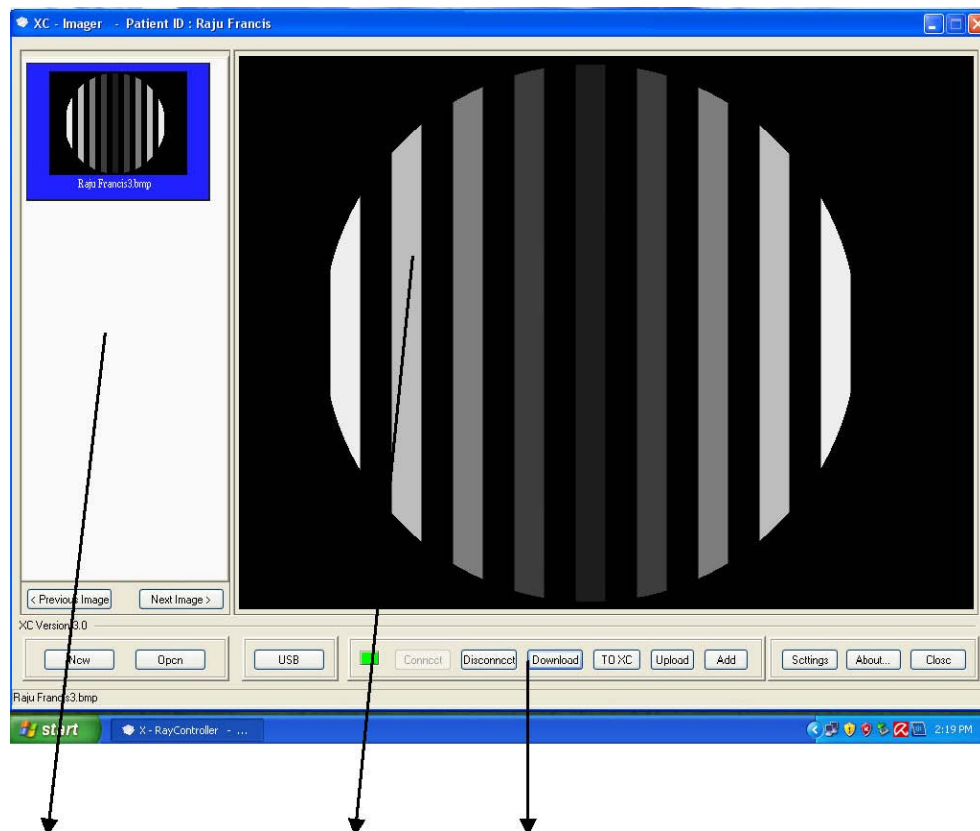 XC - Imager - Patient ID : Raju Francis
Raju Francis3.bmp
< Previous Image Next Image >
XC Version 3.0
New Open USB Connect Disconnect Download TO XC Upload Add Settings About... Close
Raju Francis3.bmp
start X - RayController - ... 2:19 PM